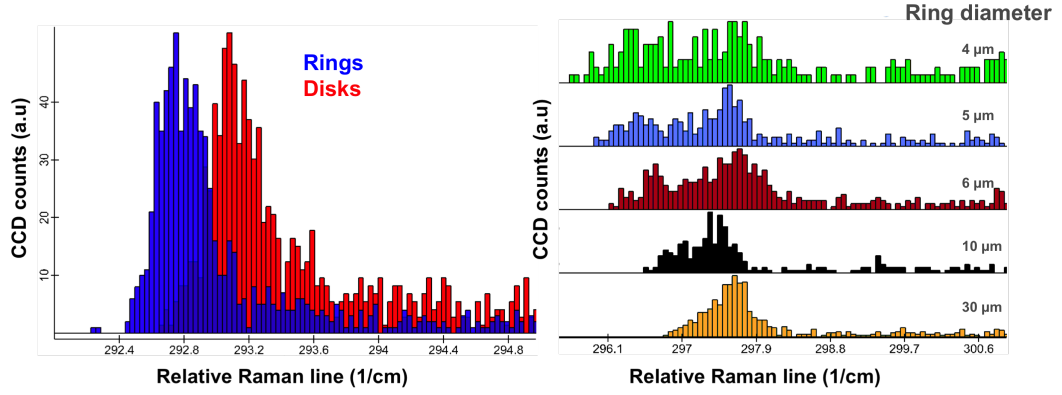 Ring diameter
Rings
Disks
CCD counts (a.u)
40
30
20
10
292.4 292.8 293.2 293.6 294 294.4 294.8
Relative Raman line (1/cm)
CCD counts (a.u)
4 µm
5 µm
6 µm
10 µm
30 µm
296.1 297 297.9 298.8 299.7 300.6
Relative Raman line (1/cm)